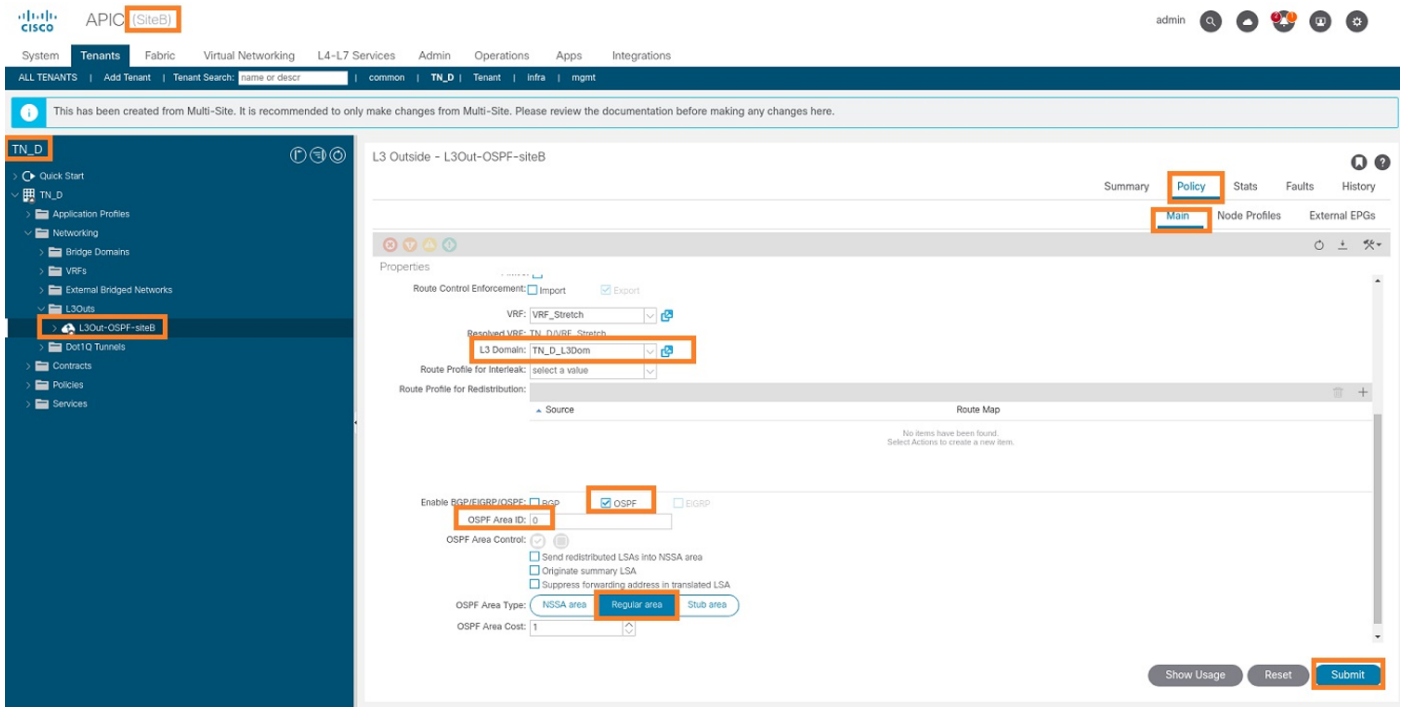 CISCO
APIC (SiteB)
admin
System Tenants Fabric Virtual Networking L4-L7 Services Admin Operations Apps Integrations
ALL TENANTS | Add Tenant | Tenant Search: name or descr | common | TN_D | Tenant | infra | mgmt
This has been created from Multi-Site. It is recommended to only make changes from Multi-Site. Please review the documentation before making any changes here.
TN_D
Quick Start
TN_D
Application Profiles
Networking
Bridge Domains
VRFs
External Bridged Networks
L3Outs
L3Out-OSPF-siteB
Dot1Q Tunnels
Contracts
Policies
Services
L3 Outside - L3Out-OSPF-siteB
Summary Policy Stats Faults History
Main Node Profiles External EPGs
Properties
Route Control Enforcement: Import Export
VRF: VRF_Stretch
Resolved VRF: TN_D/VRF_Stretch
L3 Domain: TN_D_L3Dom
Route Profile for Interleak: select a value
Route Profile for Redistribution:
Source Route Map
No items have been found.
Select Actions to create a new item.
Enable BGP/EIGRP/OSPF: BGP OSPF EIGRP
OSPF Area ID: 0
OSPF Area Control:
Send redistributed LSAs into NSSA area
Originate summary LSA
Suppress forwarding address in translated LSA
OSPF Area Type: NSSA area Regular area Stub area
OSPF Area Cost: 1
Show Usage Reset Submit